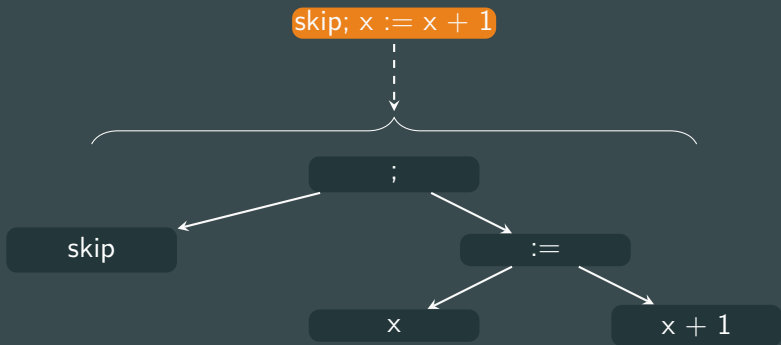 skip; x := x + 1
;
skip
:=
x
x + 1